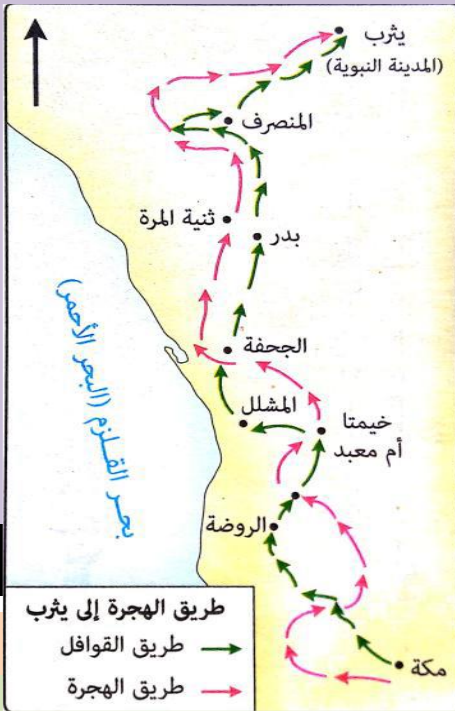 يثرب
(المدينة النبوية)
المنصرف
ثنية المرة
بدر
الجحفة
المشلل
خيمتا
أم معبد
الروضة
مكة
بحر القلزم (البحر الأحمر)
طريق الهجرة إلى يثرب
طريق القوافل
طريق الهجرة